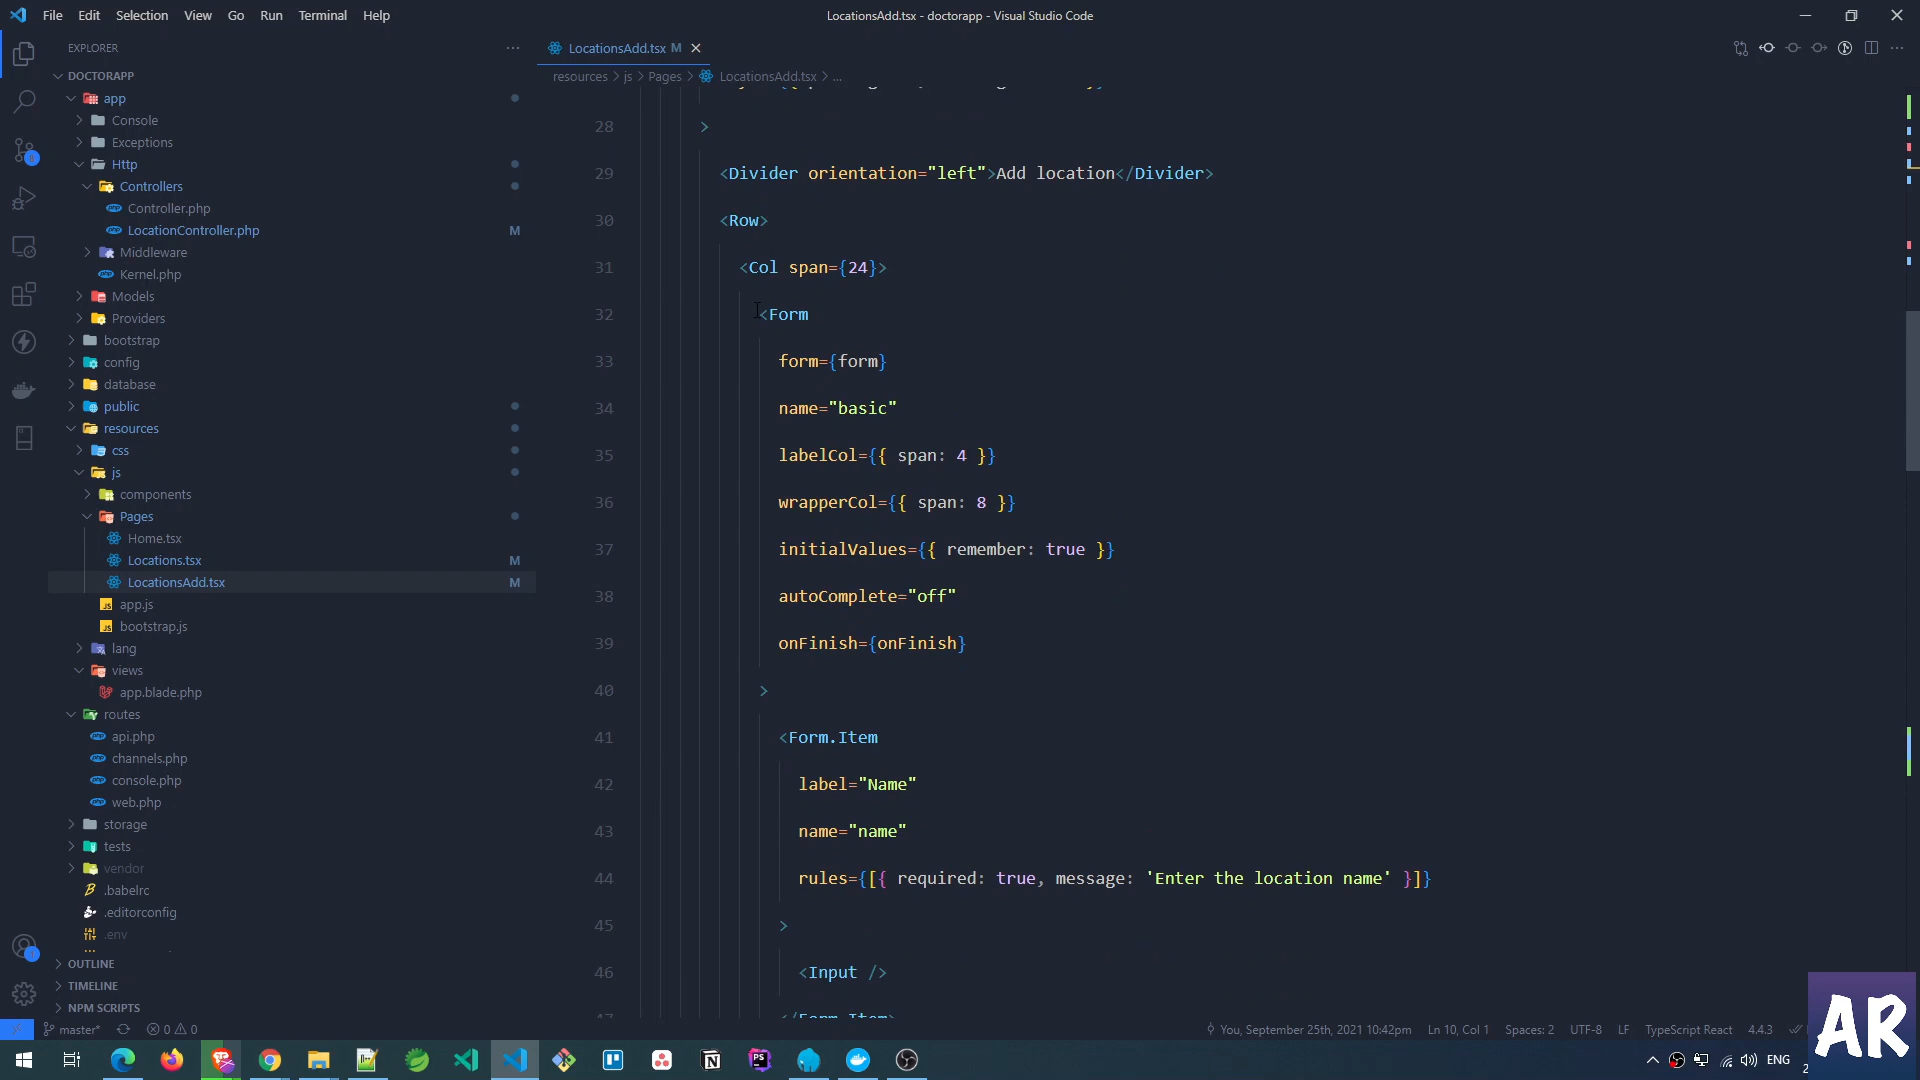 File Edit Selection View Go Run Terminal Help
LocationsAdd.tsx - doctorapp - Visual Studio Code
EXPLORER
DOCTORAPP
app
Console
Exceptions
Http
Controllers
Controller.php
LocationController.php M
Middleware
Kernel.php
Models
Providers
bootstrap
config
database
public
resources
css
js
components
Pages
Home.tsx
Locations.tsx M
LocationsAdd.tsx M
app.js
bootstrap.js
lang
views
app.blade.php
routes
api.php
channels.php
console.php
web.php
storage
tests
vendor
.babelrc
.editorconfig
.env
OUTLINE
TIMELINE
NPM SCRIPTS
LocationsAdd.tsx M
resources > js > Pages > LocationsAdd.tsx > ...
28 >
29 <Divider orientation="left">Add location</Divider>
30 <Row>
31 <Col span={24}>
32 <Form
33 form={form}
34 name="basic"
35 labelCol={{ span: 4 }}
36 wrapperCol={{ span: 8 }}
37 initialValues={{ remember: true }}
38 autoComplete="off"
39 onFinish={onFinish}
40 >
41 <Form.Item
42 label="Name"
43 name="name"
44 rules={[{ required: true, message: 'Enter the location name' }]}
45 >
46 <Input />
47 </Form.Item>
master* 0 0
You, September 25th, 2021 10:42pm Ln 10, Col 1 Spaces: 2 UTF-8 LF TypeScript React 4.4.3
ENG
AR